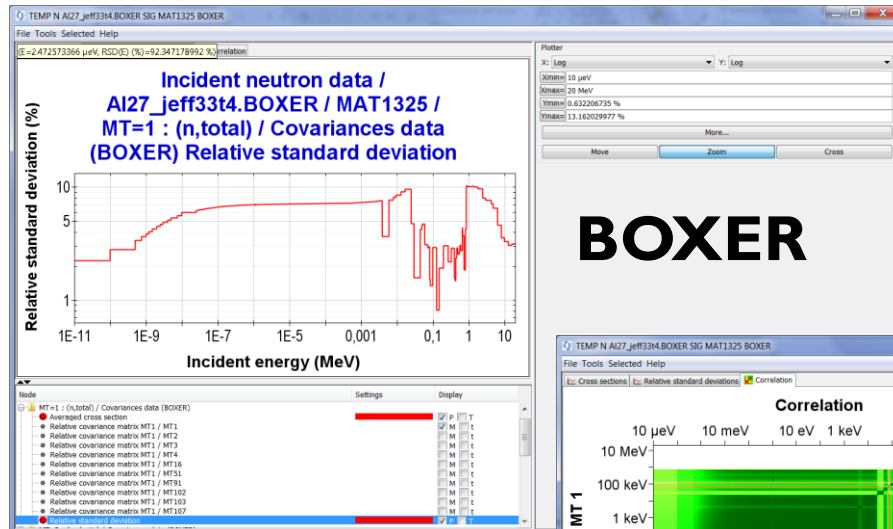 TEMP N Al27_jeff33t4.BOXER SIG MAT1325 BOXER
File Tools Selected Help
(E=2.472573366 µeV, RSD(E) (%)=92.347178992 %)
rrelation
Incident neutron data /
Al27_jeff33t4.BOXER / MAT1325 /
MT=1 : (n,total) / Covariances data
(BOXER) Relative standard deviation
Relative standard deviation (%)
10
5
1
1E-11 1E-9 1E-7 1E-5 0,001 0,1 1 10
Incident energy (MeV)
Plotter
X: Log Y: Log
Xmin= 10 µeV
Xmax= 20 MeV
Ymin= 0.632206735 %
Ymax= 13.162029977 %
More...
Move Zoom Cross
BOXER
Node Settings Display
MT=1 : (n,total) / Covariances data (BOXER)
Averaged cross section P T
Relative covariance matrix MT1 / MT1 M t
Relative covariance matrix MT1 / MT2 M t
Relative covariance matrix MT1 / MT3 M t
Relative covariance matrix MT1 / MT4 M t
Relative covariance matrix MT1 / MT16 M t
Relative covariance matrix MT1 / MT51 M t
Relative covariance matrix MT1 / MT91 M t
Relative covariance matrix MT1 / MT102 M t
Relative covariance matrix MT1 / MT103 M t
Relative covariance matrix MT1 / MT107 M t
Relative standard deviation P T
TEMP N Al27_jeff33t4.BOXER SIG MAT1325 BOXER
File Tools Selected Help
Cross sections Relative standard deviations Correlation
Correlation
10 µeV 10 meV 10 eV 1 keV
10 MeV
100 keV
1 keV
MT 1